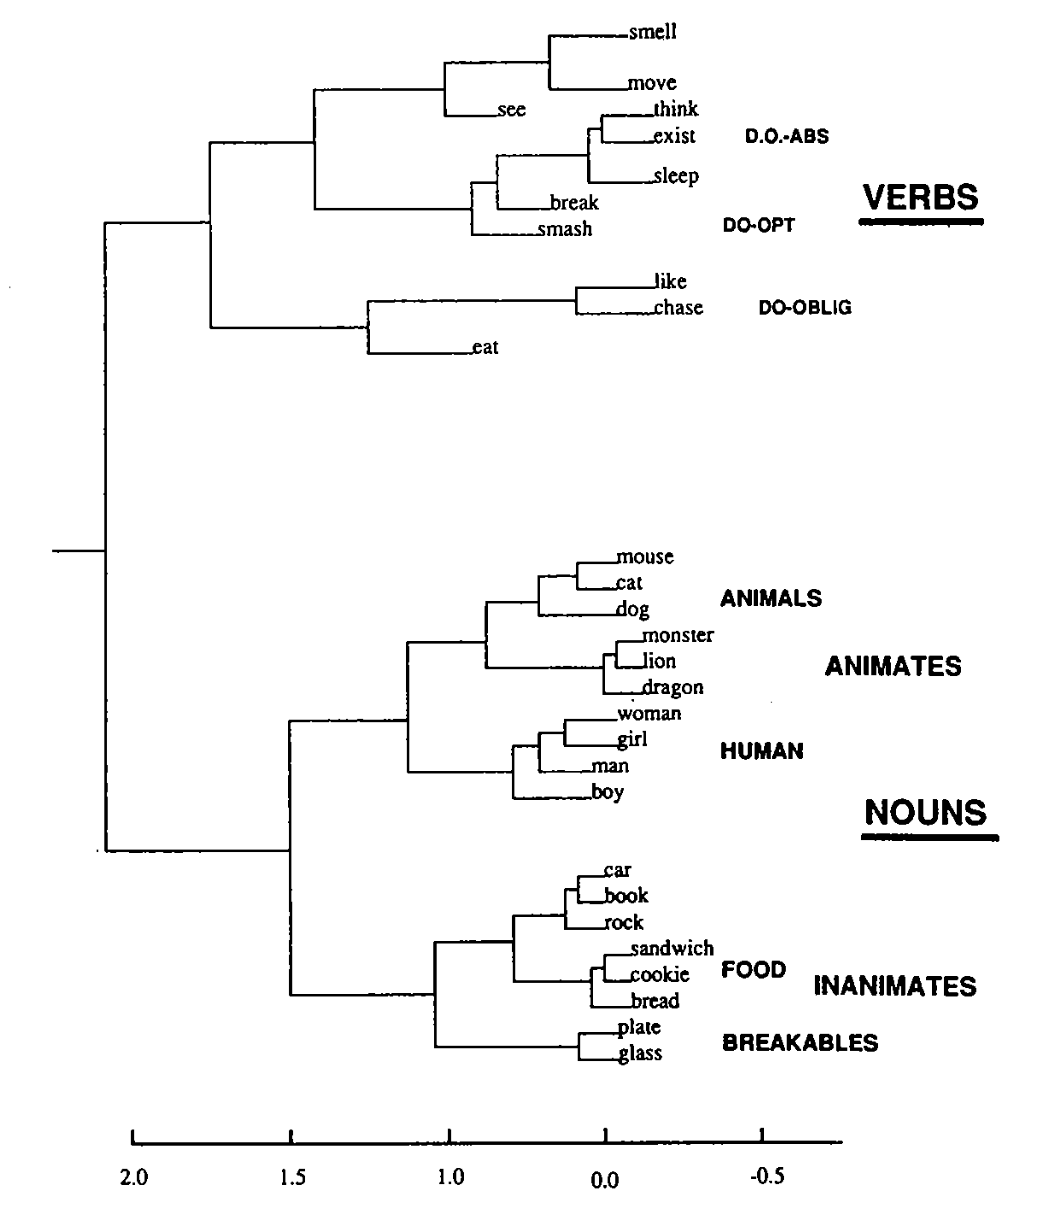 smell
move
see
think
exist D.O.-ABS
sleep
VERBS
break
smash DO-OPT
like
chase DO-OBLIG
eat
mouse
cat
ANIMALS
dog
monster
lion ANIMATES
dragon
woman
girl
HUMAN
man
boy
NOUNS
car
book
rock
sandwich
cookie FOOD
INANIMATES
bread
plate
BREAKABLES
glass
2.0 1.5 1.0 0.0 -0.5